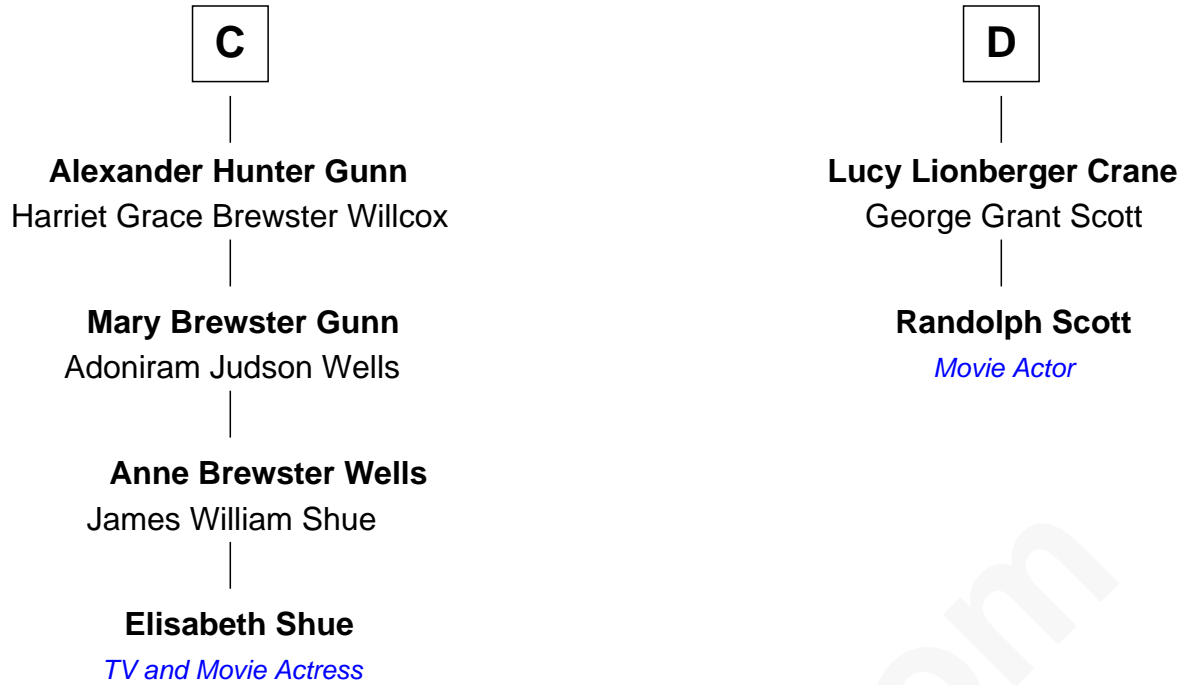 C
Alexander Hunter Gunn
Harriet Grace Brewster Willcox
Mary Brewster Gunn
Adoniram Judson Wells
Anne Brewster Wells
James William Shue
Elisabeth Shue
TV and Movie Actress
D
Lucy Lionberger Crane
George Grant Scott
Randolph Scott
Movie Actor
om